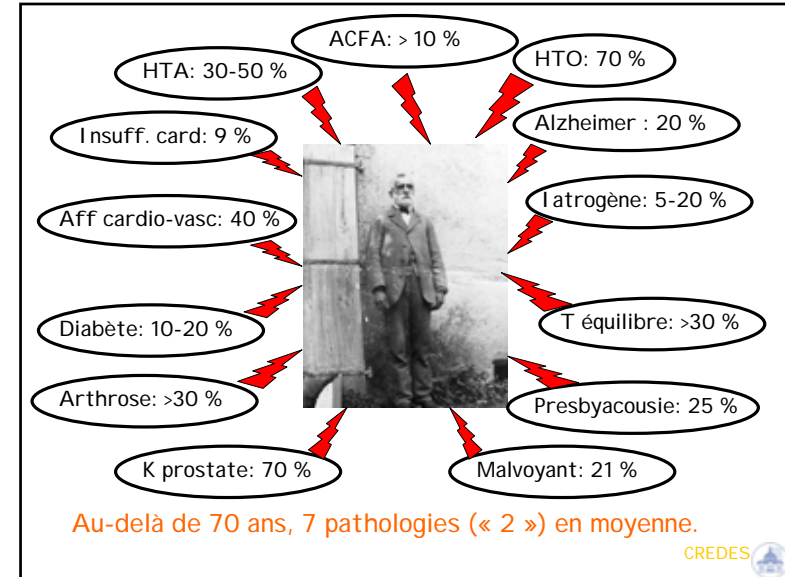 ACFA: > 10 %
HTA: 30-50 %
HTO: 70 %
Insuff. card: 9 %
Alzheimer : 20 %
Aff cardio-vasc: 40 %
Iatrogène: 5-20 %
Diabète: 10-20 %
T équilibre: >30 %
Arthrose: >30 %
Presbyacousie: 25 %
K prostate: 70 %
Malvoyant: 21 %
Au-delà de 70 ans, 7 pathologies (« 2 ») en moyenne.
CREDES